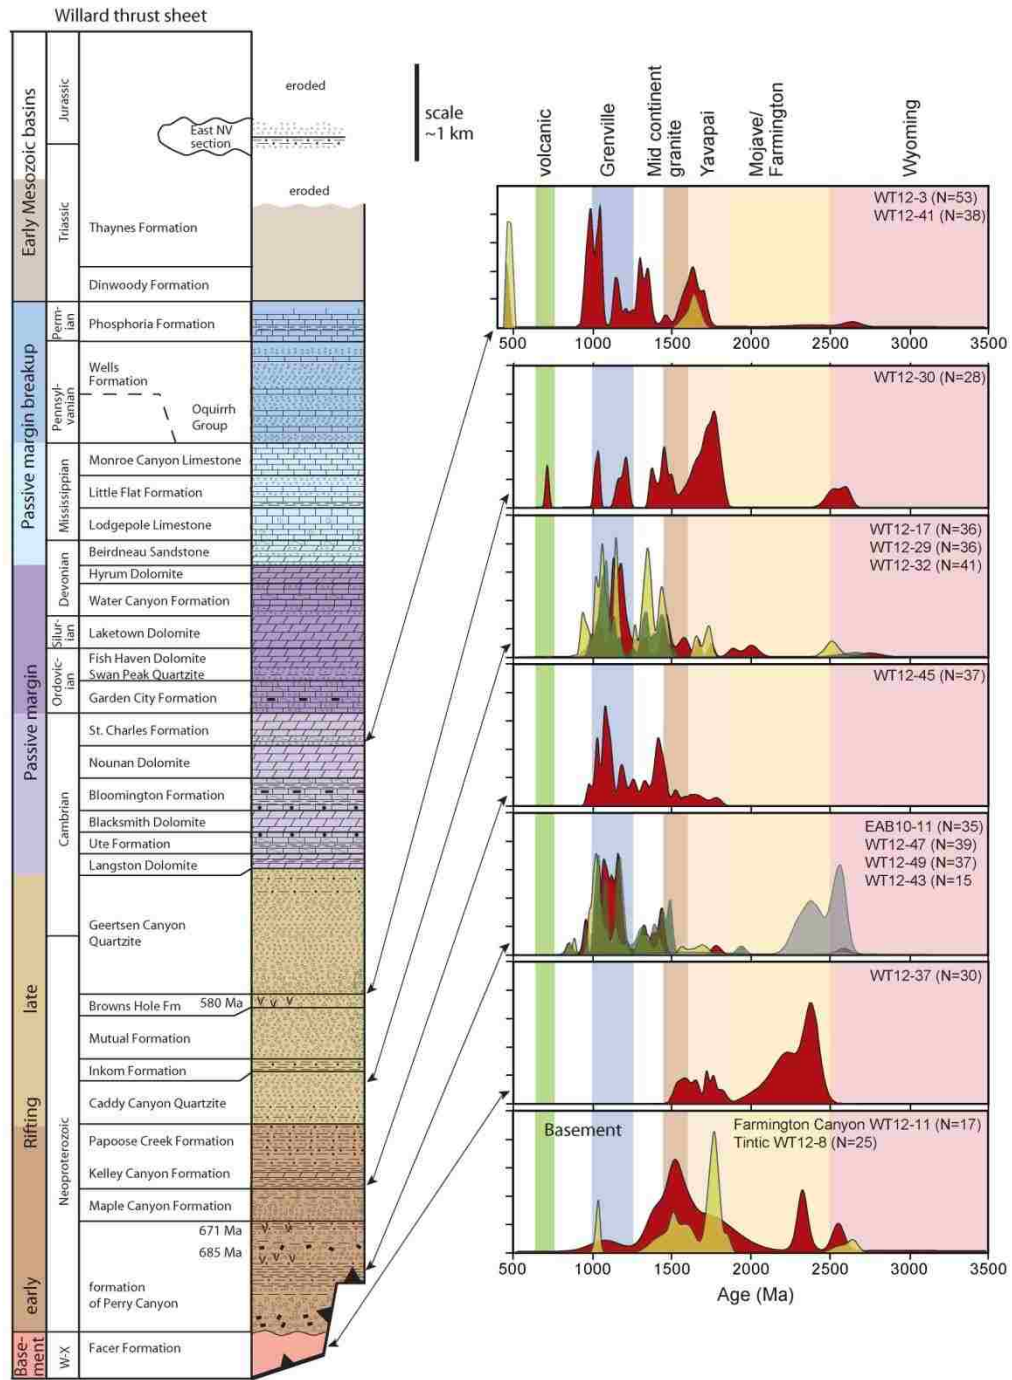 Willard thrust sheet
Early Mesozoic basins
Jurassic
eroded
East NV
section
scale
~1 km
eroded
Triassic
Thaynes Formation
Dinwoody Formation
Passive margin breakup
Perm-
ian
Phosphoria Formation
Pennsyl-
vanian
Wells
Formation
Oquirrh
Group
Mississippian
Monroe Canyon Limestone
Little Flat Formation
Lodgepole Limestone
Devonian
Beirdneau Sandstone
Passive margin
Hyrum Dolomite
Water Canyon Formation
Silur-
ian
Laketown Dolomite
Ordovic-
ian
Fish Haven Dolomite
Swan Peak Quartzite
Garden City Formation
Cambrian
St. Charles Formation
Nounan Dolomite
Bloomington Formation
Blacksmith Dolomite
Ute Formation
Langston Dolomite
Rifting
late
Geertsen Canyon
Quartzite
Neoproterozoic
Browns Hole Fm 580 Ma
v v v
Mutual Formation
Inkom Formation
Caddy Canyon Quartzite
early
Papoose Creek Formation
Kelley Canyon Formation
Maple Canyon Formation
671 Ma
v v
685 Ma
v v v
formation
of Perry Canyon
Base-
ment
W-X
Facer Formation
volcanic
Grenville
Mid continent
granite
Yavapai
Mojave/
Farmington
Wyoming
WT12-3 (N=53)
WT12-41 (N=38)
500 1000 1500 2000 2500 3000 3500
WT12-30 (N=28)
WT12-17 (N=36)
WT12-29 (N=36)
WT12-32 (N=41)
WT12-45 (N=37)
EAB10-11 (N=35)
WT12-47 (N=39)
WT12-49 (N=37)
WT12-43 (N=15
WT12-37 (N=30)
Basement
Farmington Canyon WT12-11 (N=17)
Tintic WT12-8 (N=25)
500 1000 1500 2000 2500 3000 3500
Age (Ma)